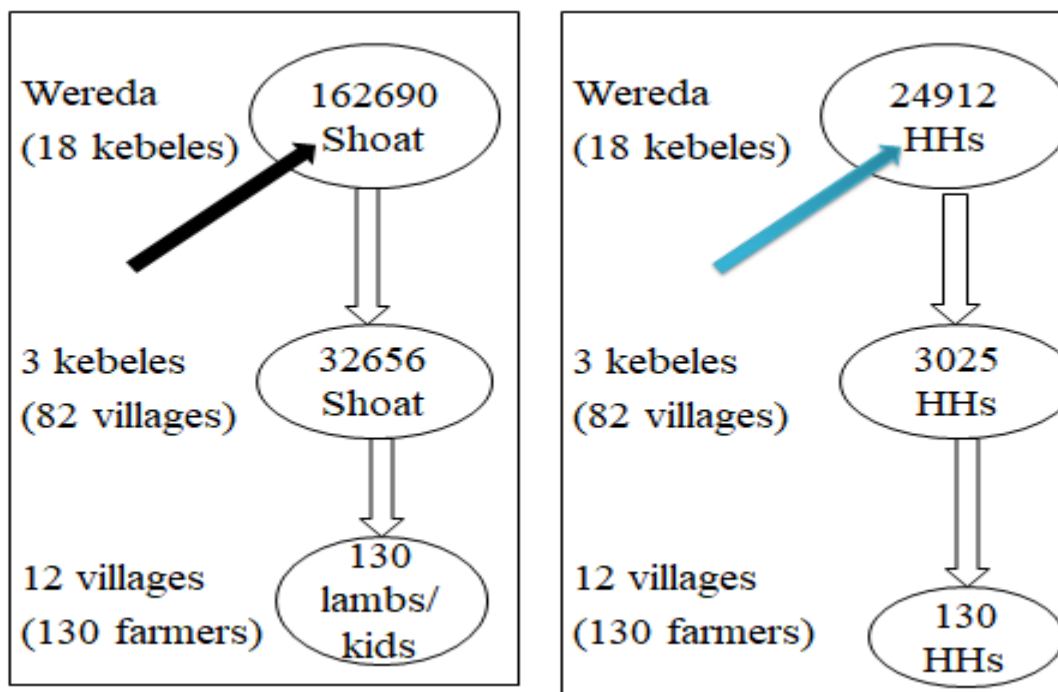 Wereda
(18 kebeles)
162690
Shoat
3 kebeles
(82 villages)
32656
Shoat
12 villages
(130 farmers)
130
lambs/
kids
Wereda
(18 kebeles)
24912
HHs
3 kebeles
(82 villages)
3025
HHs
12 villages
(130 farmers)
130
HHs